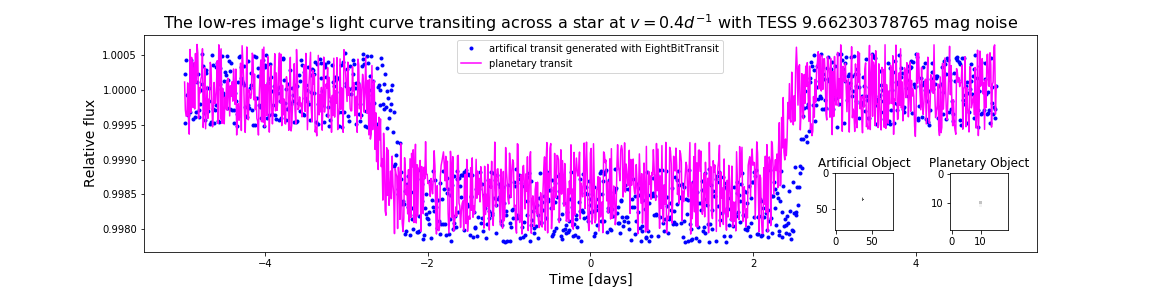 The low-res image's light curve transiting across a star at v = 0.4d⁻¹ with TESS 9.66230378765 mag noise
artifical transit generated with EightBitTransit
planetary transit
Relative flux
1.0005
1.0000
0.9995
0.9990
0.9985
0.9980
Artificial Object
0
50
0 50
Planetary Object
0
10
0 10
−4 −2 0 2 4
Time [days]